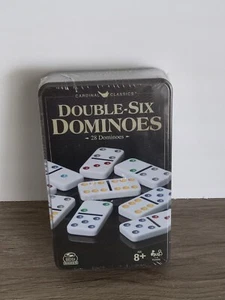 CARDINAL CLASSICS
DOUBLE-SIX
DOMINOES
28 Dominoes
8+